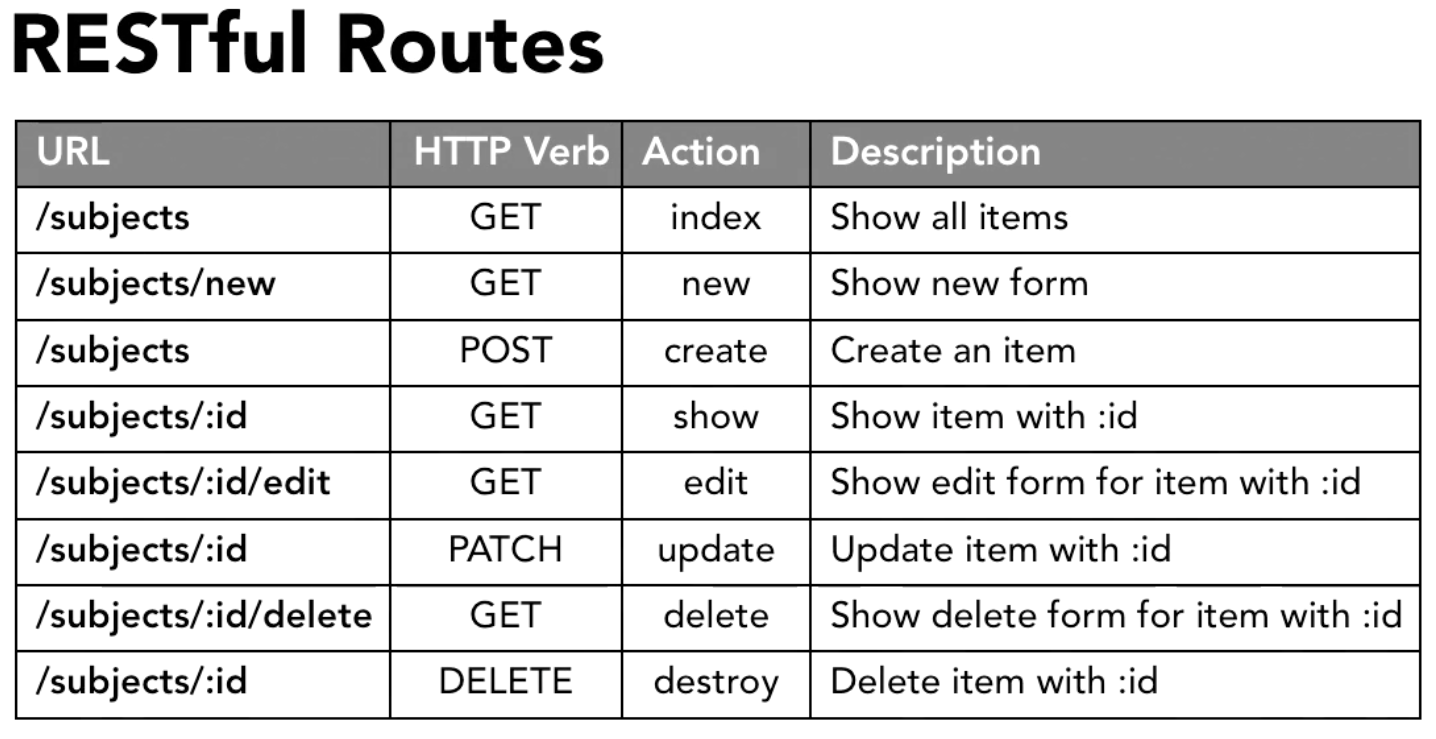 RESTful Routes
URL HTTP Verb Action Description
/subjects GET index Show all items
/subjects/new GET new Show new form
/subjects POST create Create an item
/subjects/:id GET show Show item with :id
/subjects/:id/edit GET edit Show edit form for item with :id
/subjects/:id PATCH update Update item with :id
/subjects/:id/delete GET delete Show delete form for item with :id
/subjects/:id DELETE destroy Delete item with :id